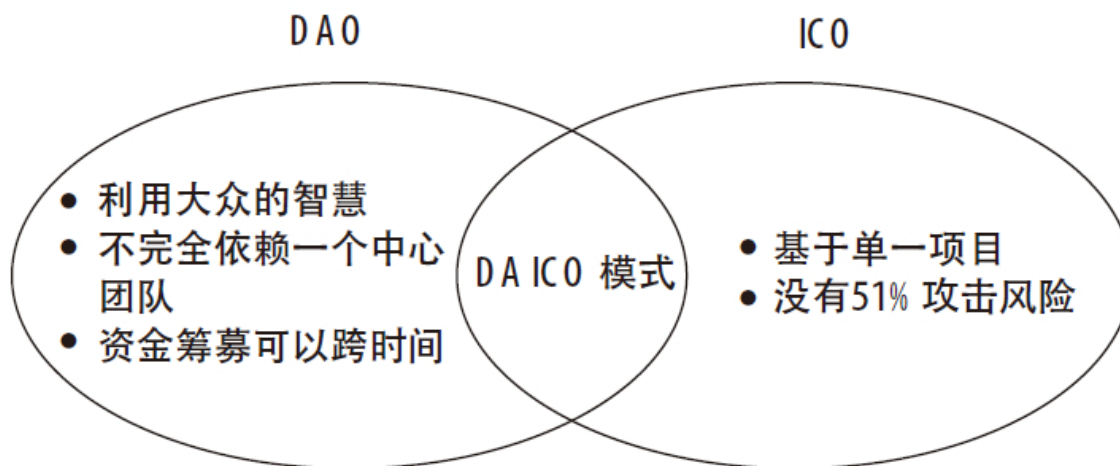 DAO
ICO
● 利用大众的智慧
● 不完全依赖一个中心
团队
● 资金筹募可以跨时间
DAICO 模式
● 基于单一项目
● 没有51% 攻击风险